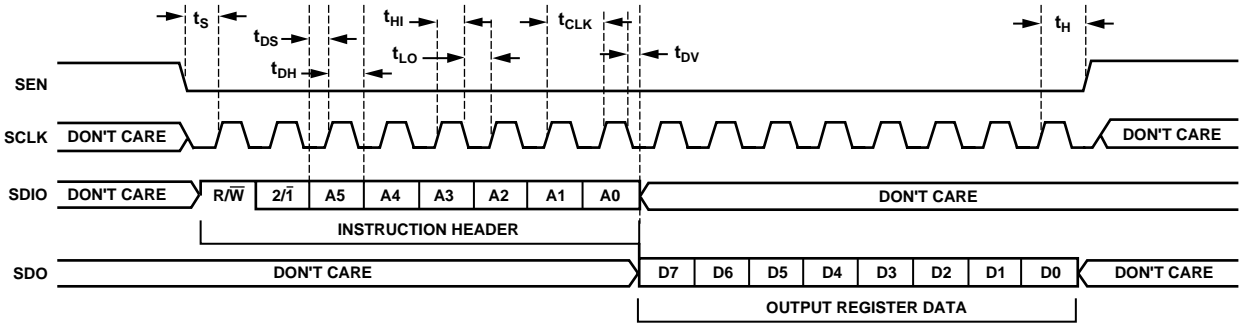 tS
tDS
tDH
tHI
tLO
tCLK
tDV
tH
SEN
SCLK DON'T CARE DON'T CARE
SDIO DON'T CARE R/W̅ 2/1̅ A5 A4 A3 A2 A1 A0 DON'T CARE
INSTRUCTION HEADER
SDO DON'T CARE D7 D6 D5 D4 D3 D2 D1 D0 DON'T CARE
OUTPUT REGISTER DATA